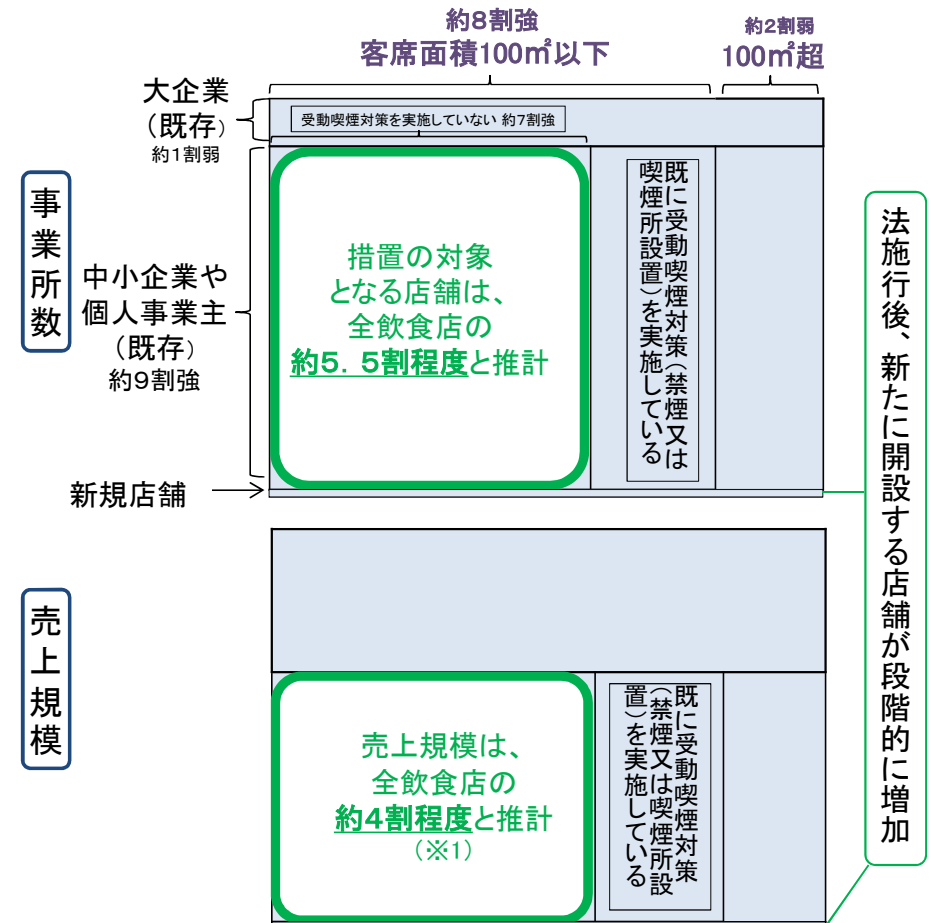 約8割強
客席面積100㎡以下
約2割弱
100㎡超
大企業
(既存)
約1割弱
受動喫煙対策を実施していない 約7割強
事業所数
中小企業や
個人事業主
(既存)
約9割強
措置の対象
となる店舗は、
全飲食店の
約5.5割程度と推計
既に受動喫煙対策(禁煙又は
喫煙所設置)を実施している
新規店舗
法施行後、新たに開設する店舗が段階的に増加
売上規模
売上規模は、
全飲食店の
約4割程度と推計
(※1)
既に受動喫煙対策
(禁煙又は喫煙所設
置)を実施している